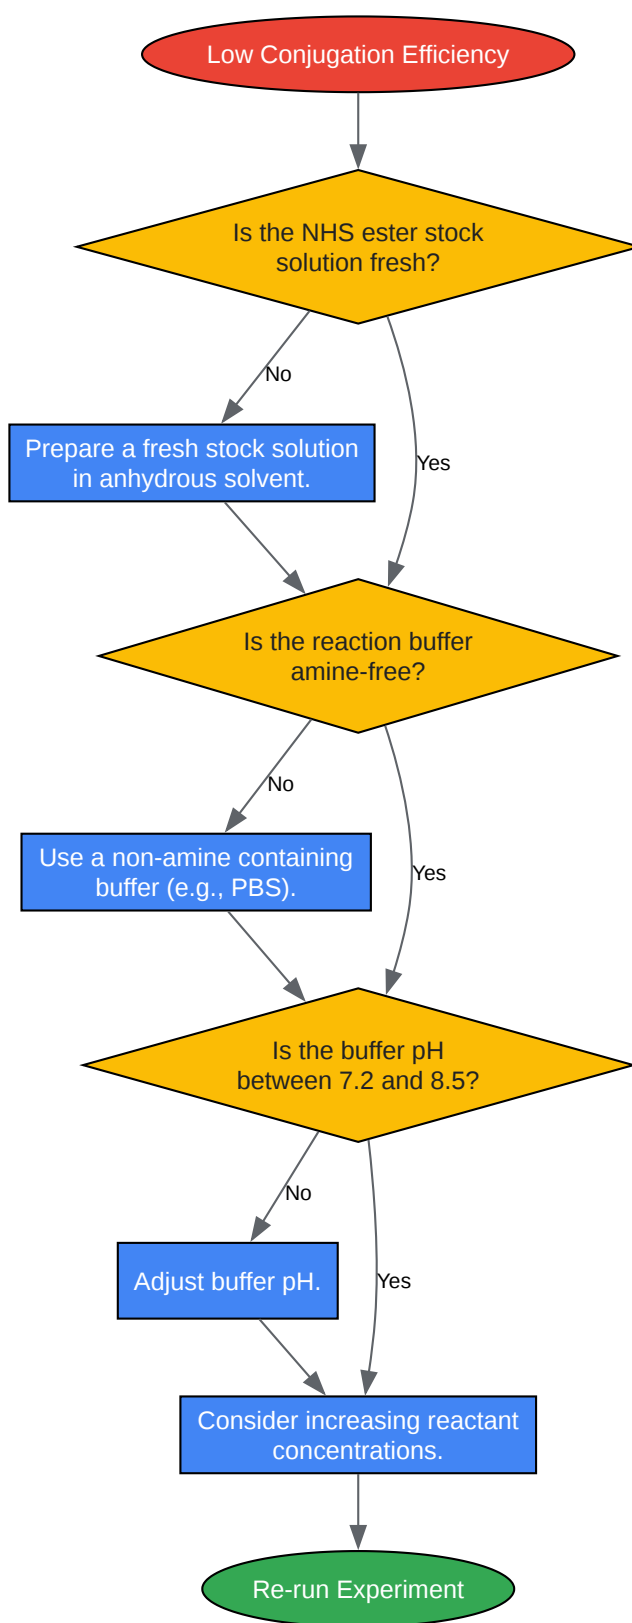 Low Conjugation Efficiency
Is the NHS ester stock
solution fresh?
No
Prepare a fresh stock solution
in anhydrous solvent.
Yes
Is the reaction buffer
amine-free?
No
Use a non-amine containing
buffer (e.g., PBS).
Yes
Is the buffer pH
between 7.2 and 8.5?
No
Adjust buffer pH.
Yes
Consider increasing reactant
concentrations.
Re-run Experiment